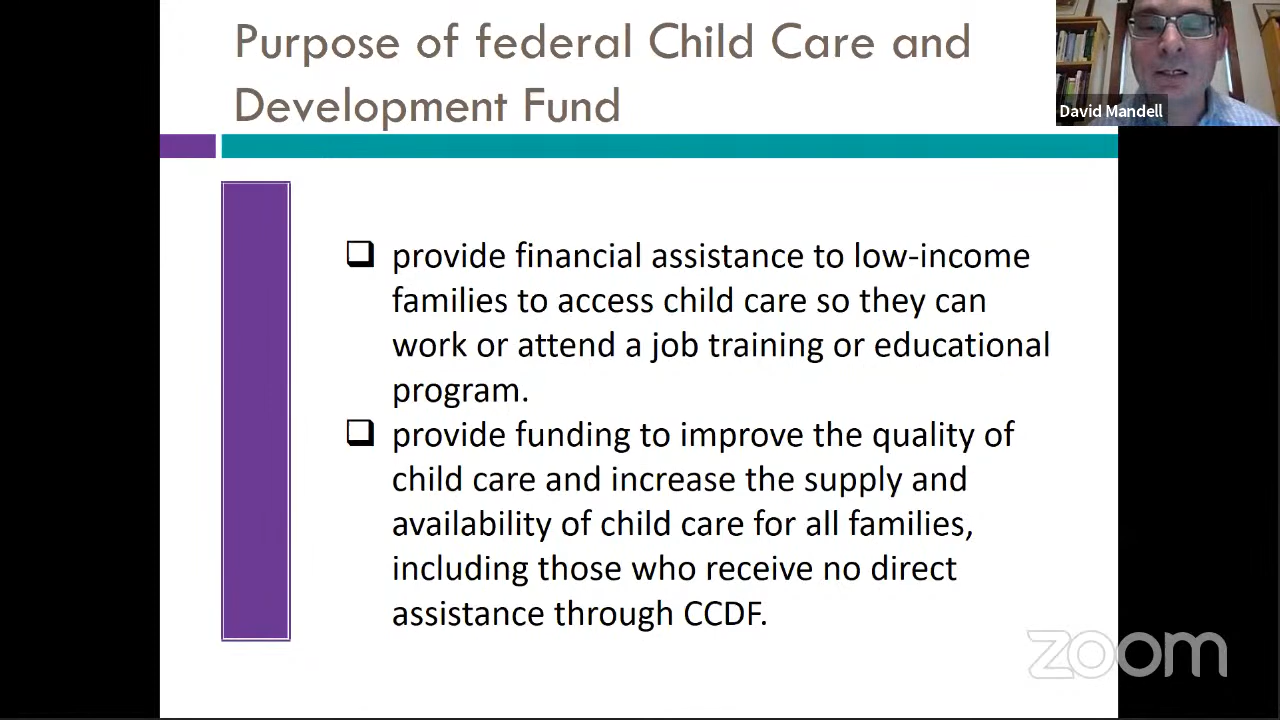 Purpose of federal Child Care and
Development Fund
David Mandell
❑ provide financial assistance to low-income
families to access child care so they can
work or attend a job training or educational
program.
❑ provide funding to improve the quality of
child care and increase the supply and
availability of child care for all families,
including those who receive no direct
assistance through CCDF.
zoom